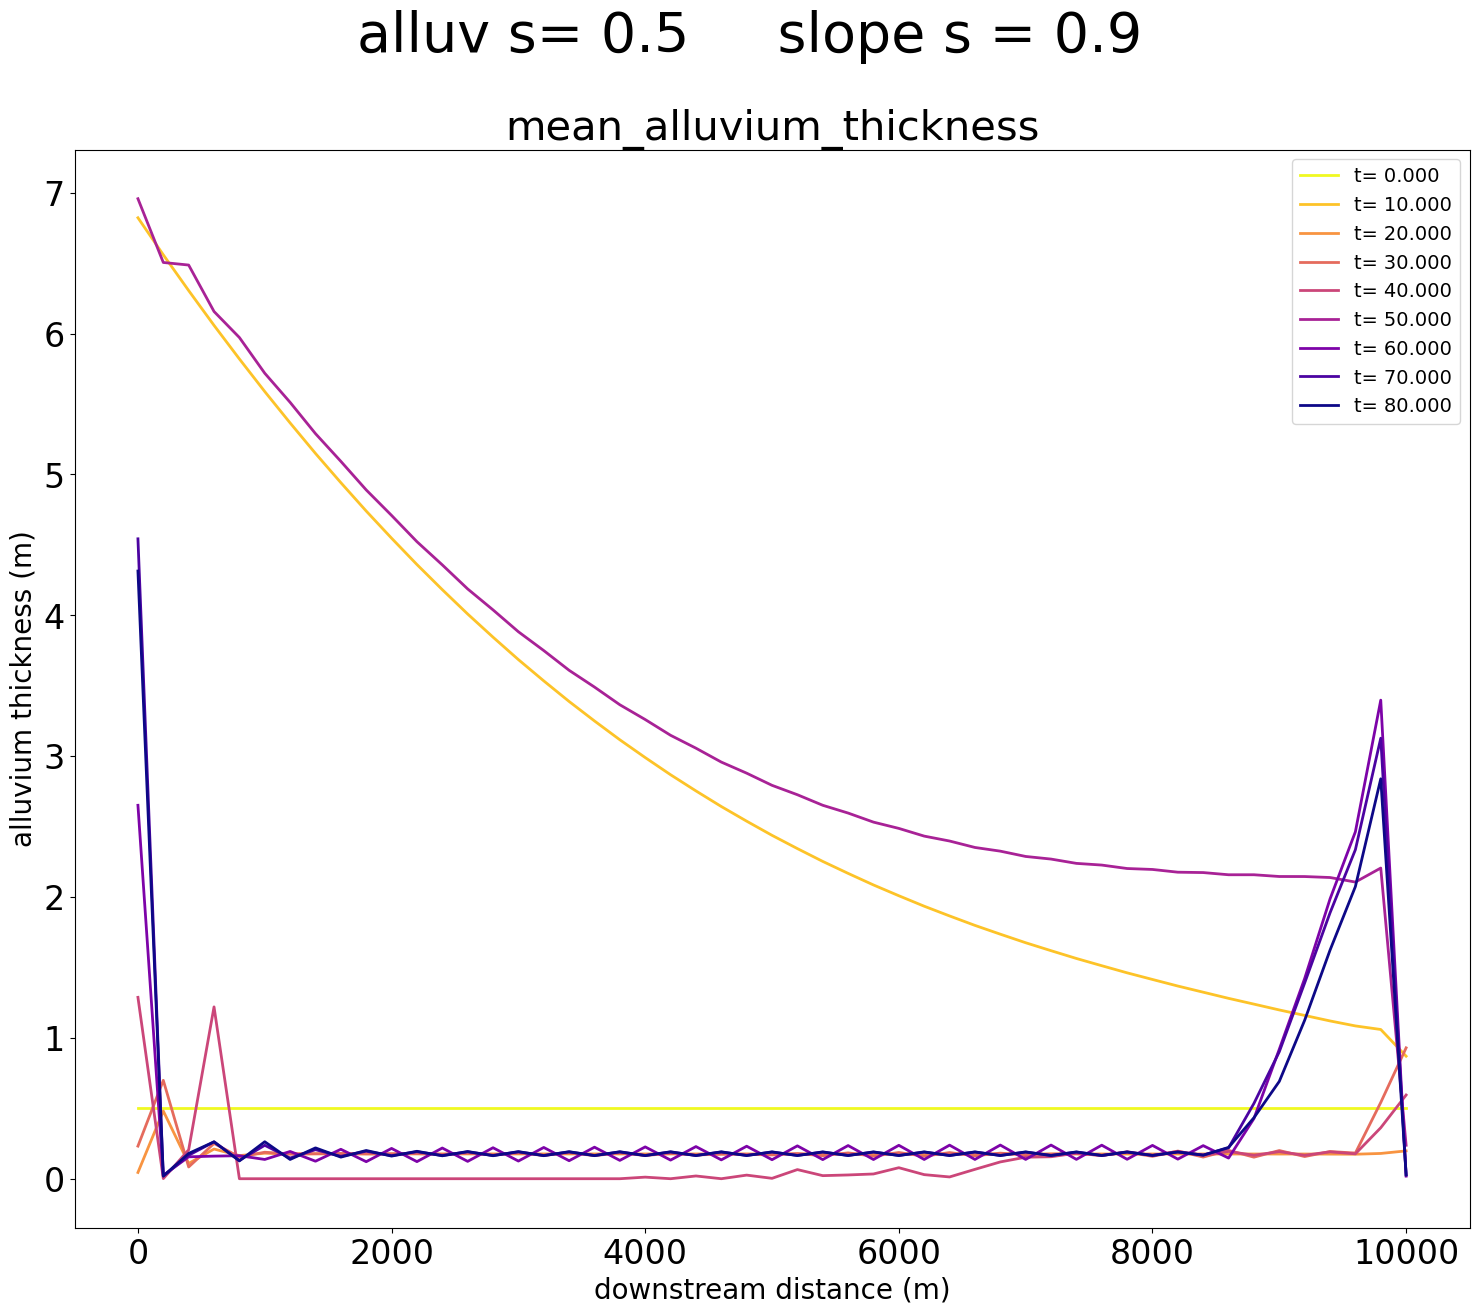 alluv s= 0.5 slope s = 0.9
mean_alluvium_thickness
t= 0.000
t= 10.000
t= 20.000
t= 30.000
t= 40.000
t= 50.000
t= 60.000
t= 70.000
t= 80.000
7
6
5
4
3
2
1
0
alluvium thickness (m)
0 2000 4000 6000 8000 10000
downstream distance (m)